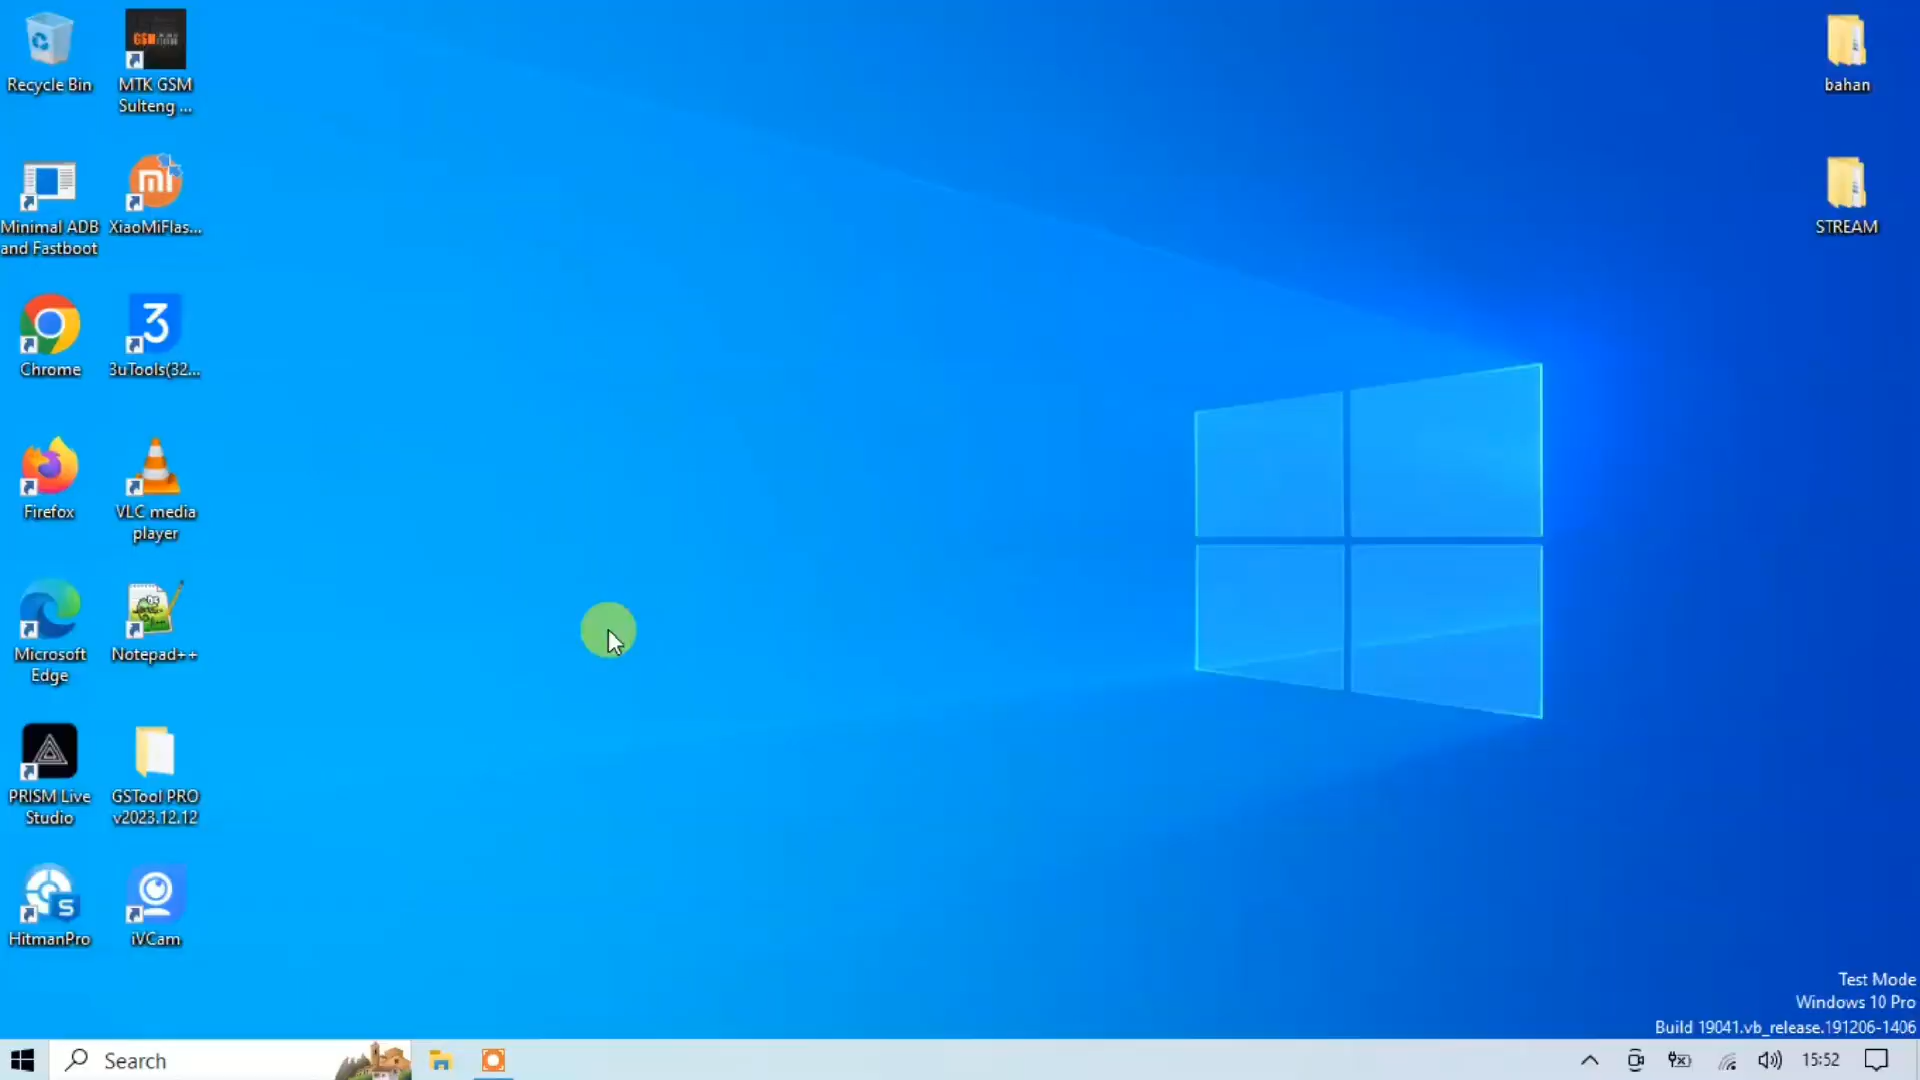 Recycle Bin
MTK GSM
Sulteng ...
Minimal ADB
and Fastboot
XiaoMiFlas...
Chrome
3uTools(32...
Firefox
VLC media
player
Microsoft
Edge
Notepad++
PRISM Live
Studio
GSTool PRO
v2023.12.12
HitmanPro
iVCam
bahan
STREAM
Test Mode
Windows 10 Pro
Build 19041.vb_release.191206-1406
Search
15:52